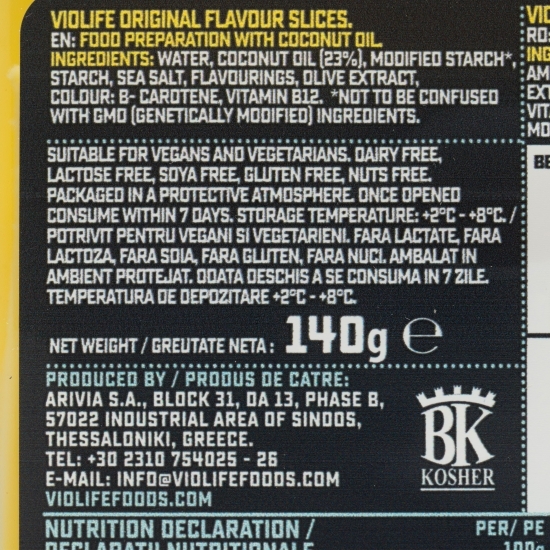 VIOLIFE ORIGINAL FLAVOUR SLICES.
EN: FOOD PREPARATION WITH COCONUT OIL.
INGREDIENTS: WATER, COCONUT OIL (23%), MODIFIED STARCH*,
STARCH, SEA SALT, FLAVOURINGS, OLIVE EXTRACT,
COLOUR: B- CAROTENE, VITAMIN B12. *NOT TO BE CONFUSED
WITH GMO (GENETICALLY MODIFIED) INGREDIENTS.
SUITABLE FOR VEGANS AND VEGETARIANS. DAIRY FREE,
LACTOSE FREE, SOYA FREE, GLUTEN FREE, NUTS FREE.
PACKAGED IN A PROTECTIVE ATMOSPHERE. ONCE OPENED
CONSUME WITHIN 7 DAYS. STORAGE TEMPERATURE: +2°C - +8°C. /
POTRIVIT PENTRU VEGANI SI VEGETARIENI. FARA LACTATE, FARA
LACTOZA, FARA SOIA, FARA GLUTEN, FARA NUCI. AMBALAT IN
AMBIENT PROTEJAT. ODATA DESCHIS A SE CONSUMA IN 7 ZILE.
TEMPERATURA DE DEPOZITARE +2°C - +8°C.
NET WEIGHT / GREUTATE NETA : 140g ℮
PRODUCED BY / PRODUS DE CATRE:
ARIVIA S.A., BLOCK 31, DA 13, PHASE B,
57022 INDUSTRIAL AREA OF SINDOS,
THESSALONIKI, GREECE.
TEL: +30 2310 754025 - 26
E-MAIL: INFO@VIOLIFEFOODS.COM
VIOLIFEFOODS.COM
BK
KOSHER
NUTRITION DECLARATION / PER/ PE